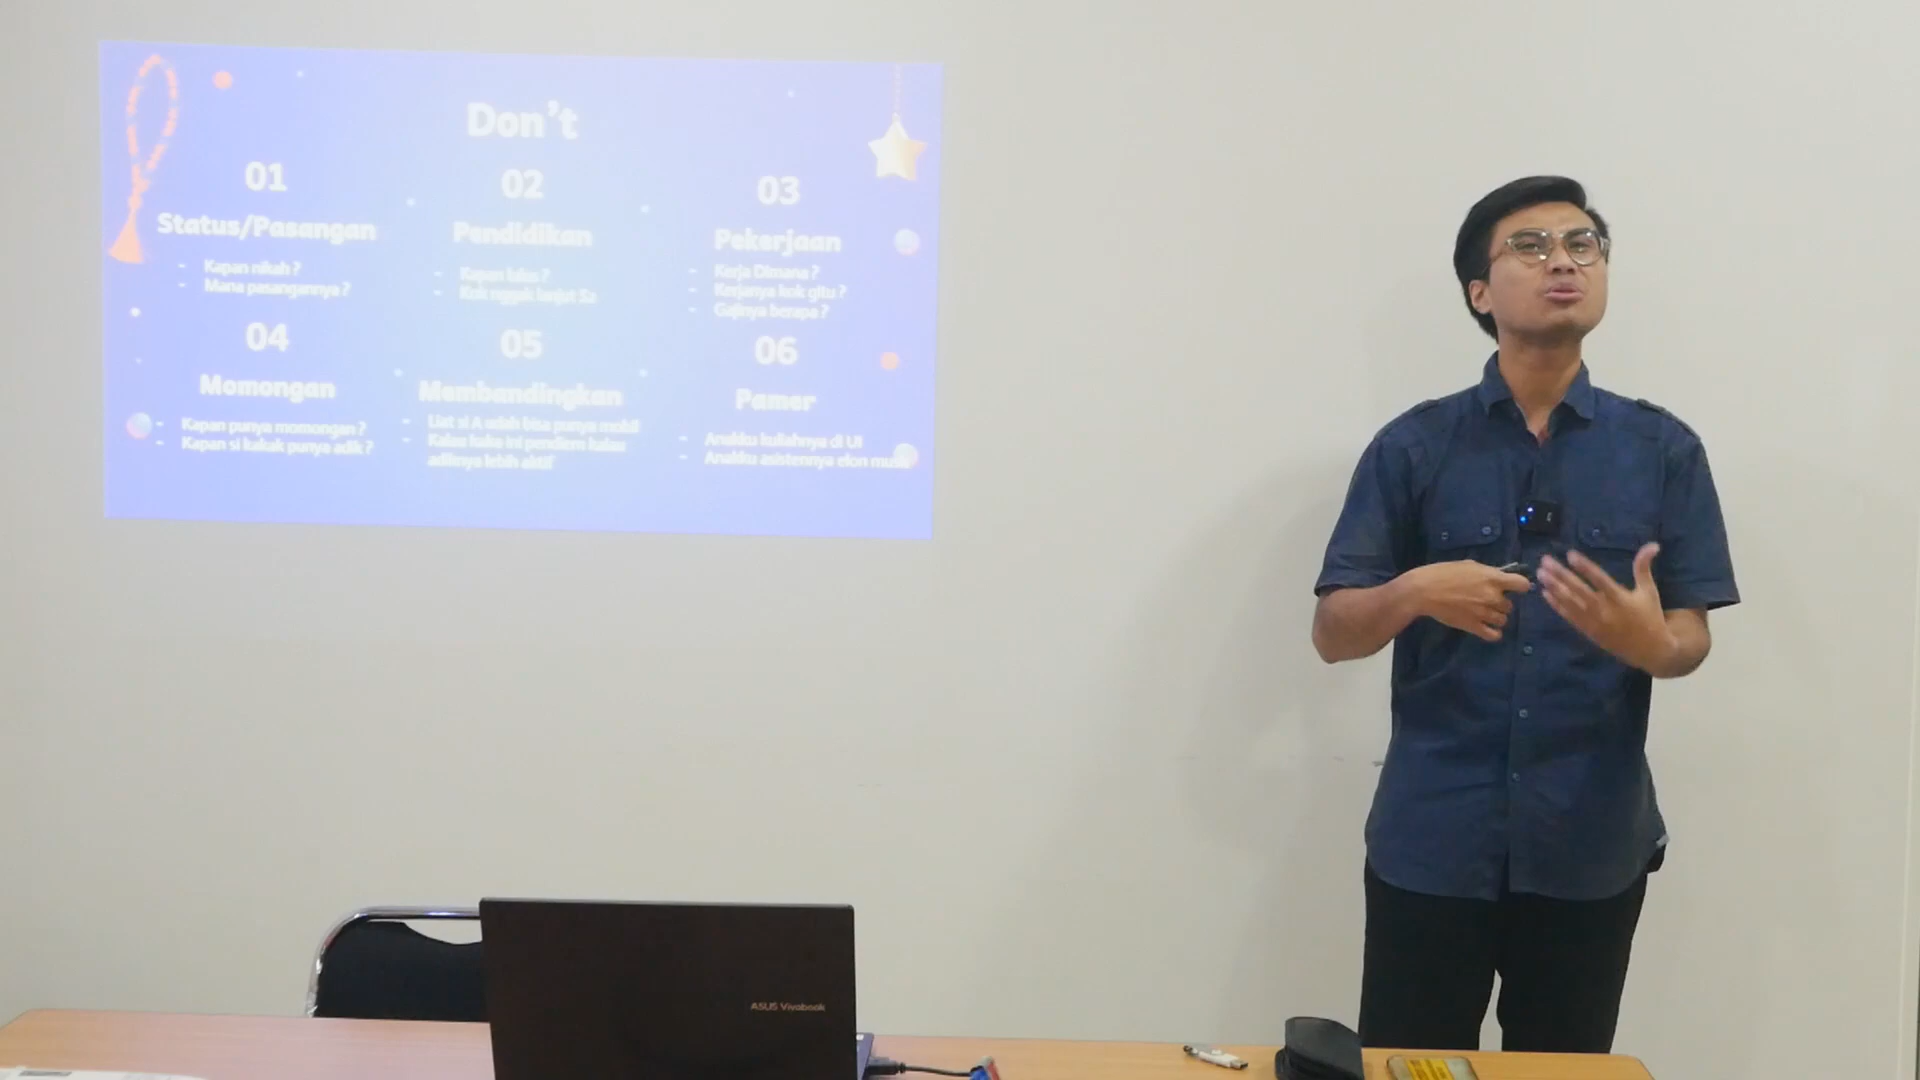 Don't
01
Status/Pasangan
- Kapan nikah ?
- Mana pasangannya ?
02
Pendidikan
- Kapan lulus ?
- Kok nggak lanjut S2
03
Pekerjaan
- Kerja Dimana ?
- Kerjanya kok gitu ?
- Gajinya berapa ?
04
Momongan
- Kapan punya momongan ?
- Kapan si kakak punya adik ?
05
Membandingkan
- Liat si A udah bisa punya mobil
- Kalau kaka ini pendiem kalau
adiknya lebih aktif
06
Pamer
- Anakku kuliahnya di UI
- Anakku asistennya elon musk
ASUS Vivobook